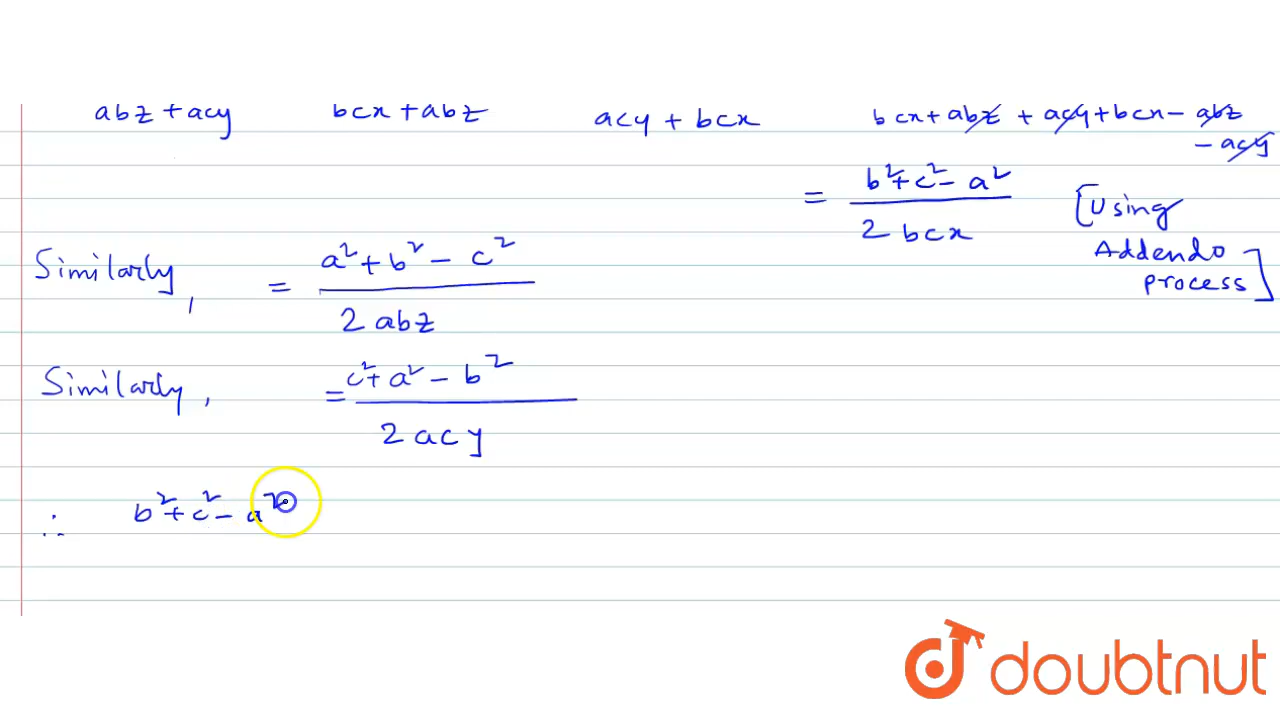 abz + acy bcx + abz acy + bcx bcx + abz + acy + bcx - abz - acy
= b² + c² - a² / 2bcx [Using Addendo process]
Similarly, = a² + b² - c² / 2abz
Similarly, = c² + a² - b² / 2acy
∴ b² + c² - a²
doubtnut